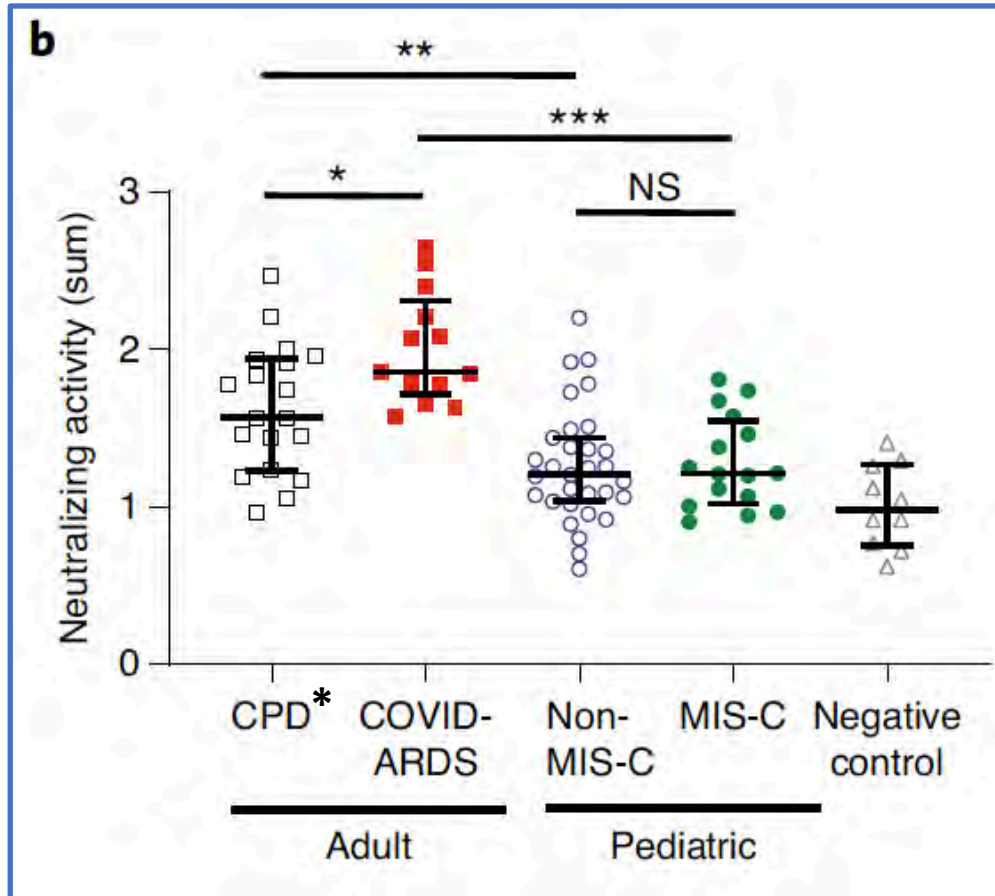 b
**
***
*
NS
3
2
1
0
Neutralizing activity (sum)
CPD* COVID- Non- MIS-C Negative
ARDS MIS-C control
Adult Pediatric